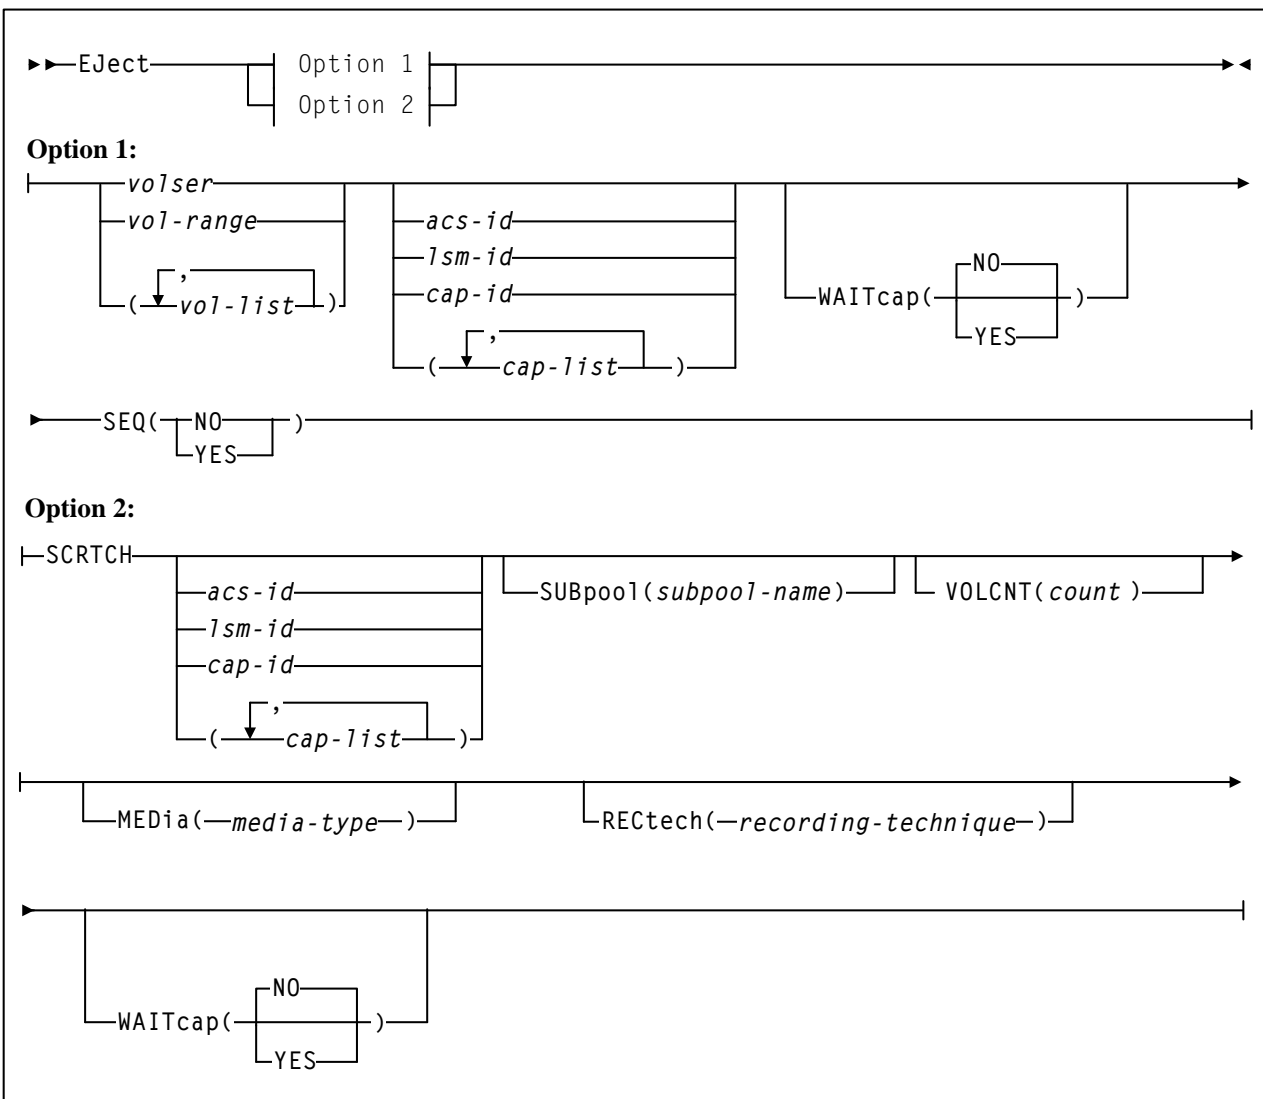 EJect Option 1
Option 2
Option 1:
volser
vol-range
( , vol-list )
acs-id
lsm-id
cap-id
( , cap-list )
WAITcap( NO )
YES
SEQ( NO )
YES
Option 2:
SCRTCH
acs-id
lsm-id
cap-id
( , cap-list )
SUBpool(subpool-name)
VOLCNT(count )
MEDia( media-type )
RECtech( recording-technique )
WAITcap( NO )
YES